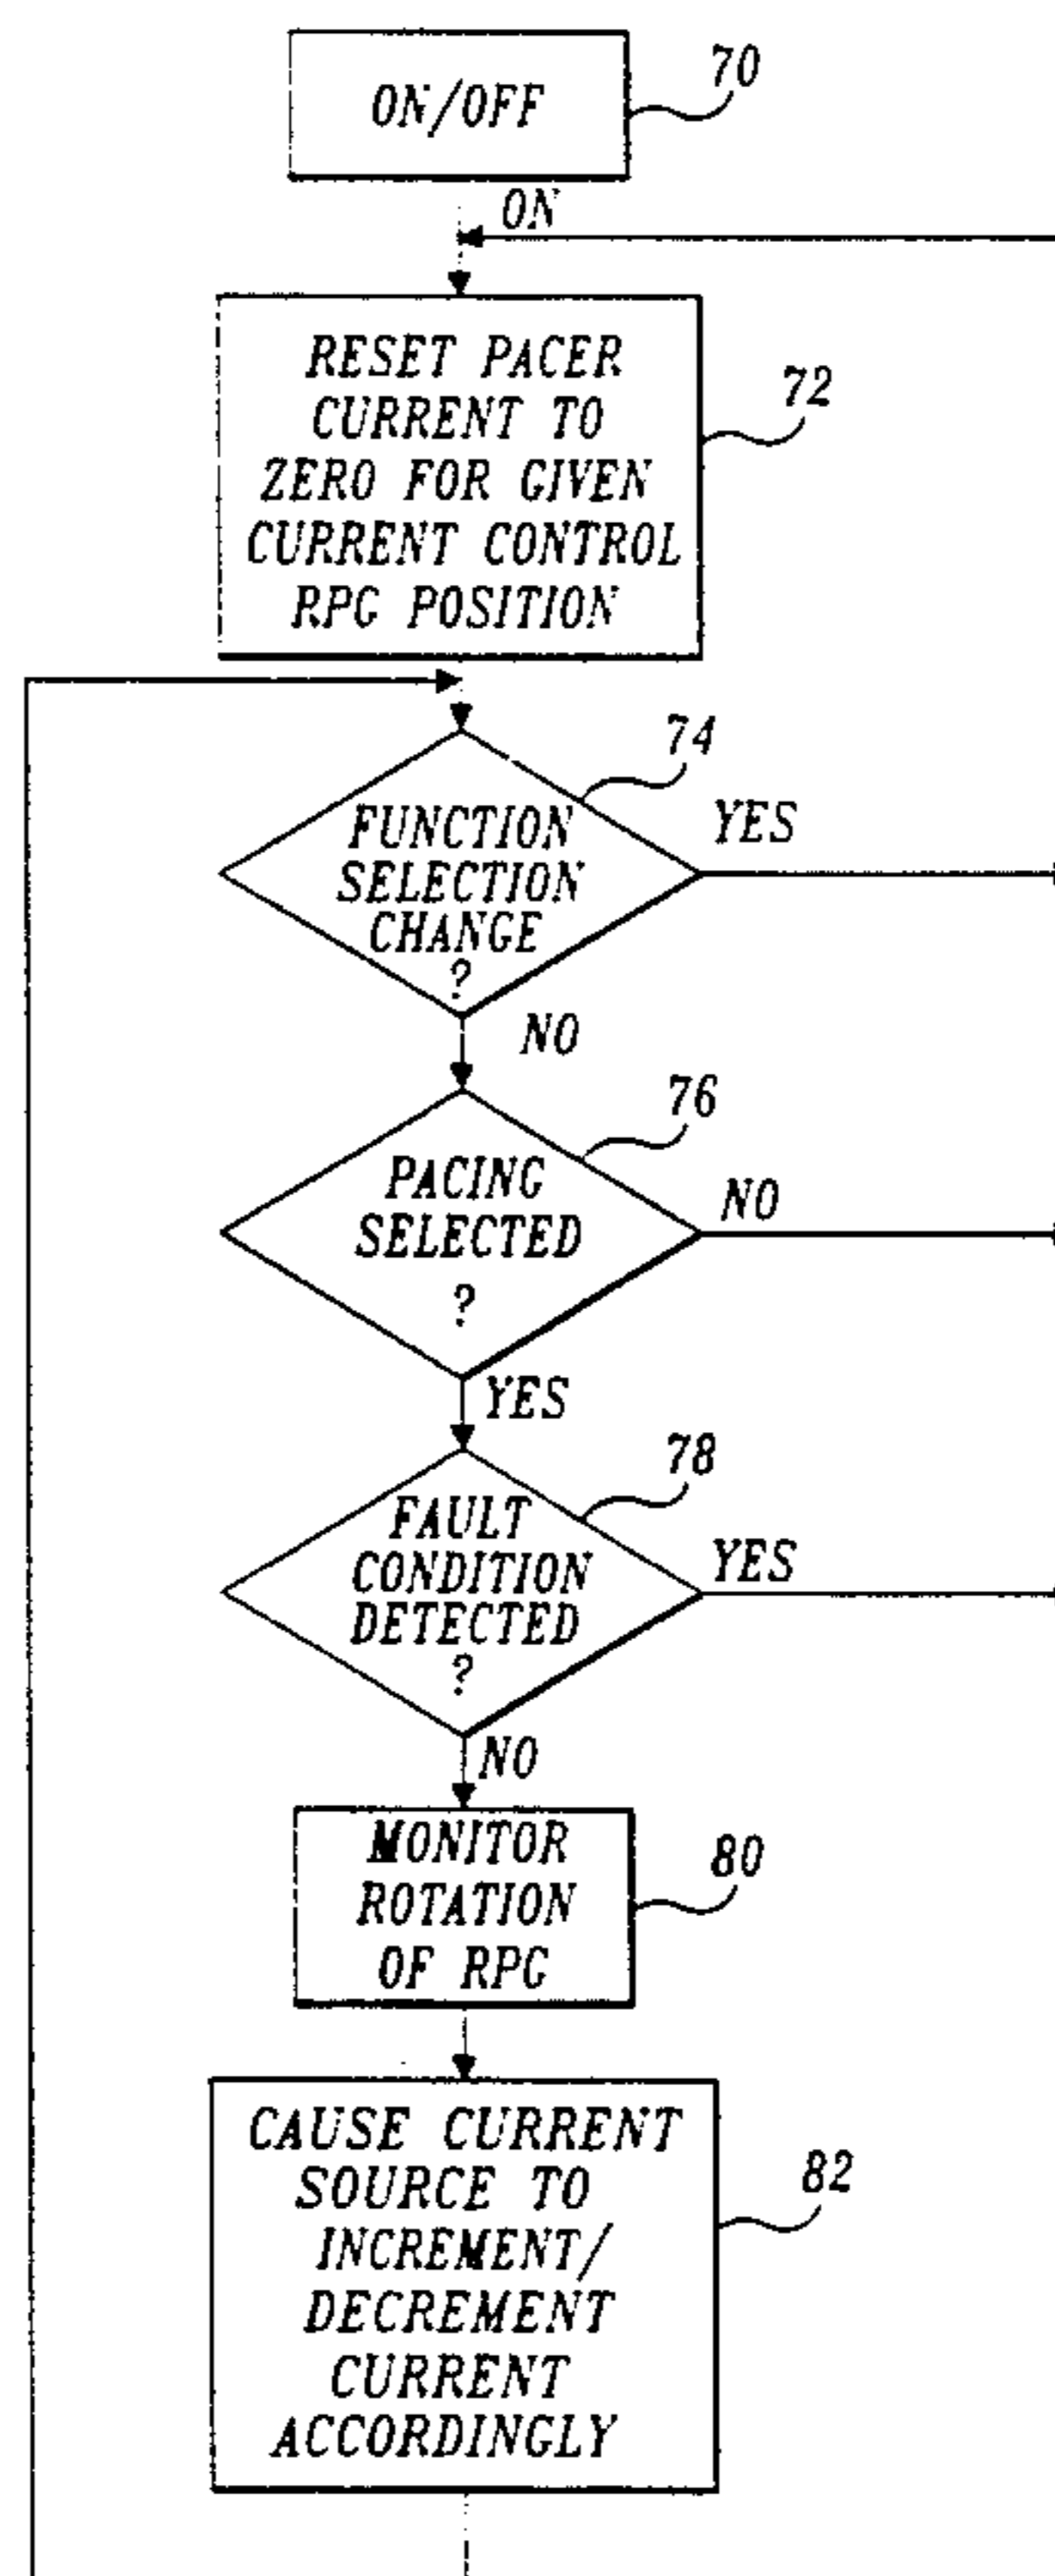 ON/OFF
70
ON
RESET PACER
CURRENT TO
ZERO FOR GIVEN
CURRENT CONTROL
RPG POSITION
72
74
FUNCTION
SELECTION
CHANGE
?
YES
NO
76
PACING
SELECTED
?
NO
YES
78
FAULT
CONDITION
DETECTED
?
YES
NO
MONITOR
ROTATION
OF RPG
80
CAUSE CURRENT
SOURCE TO
INCREMENT/
DECREMENT
CURRENT
ACCORDINGLY
82